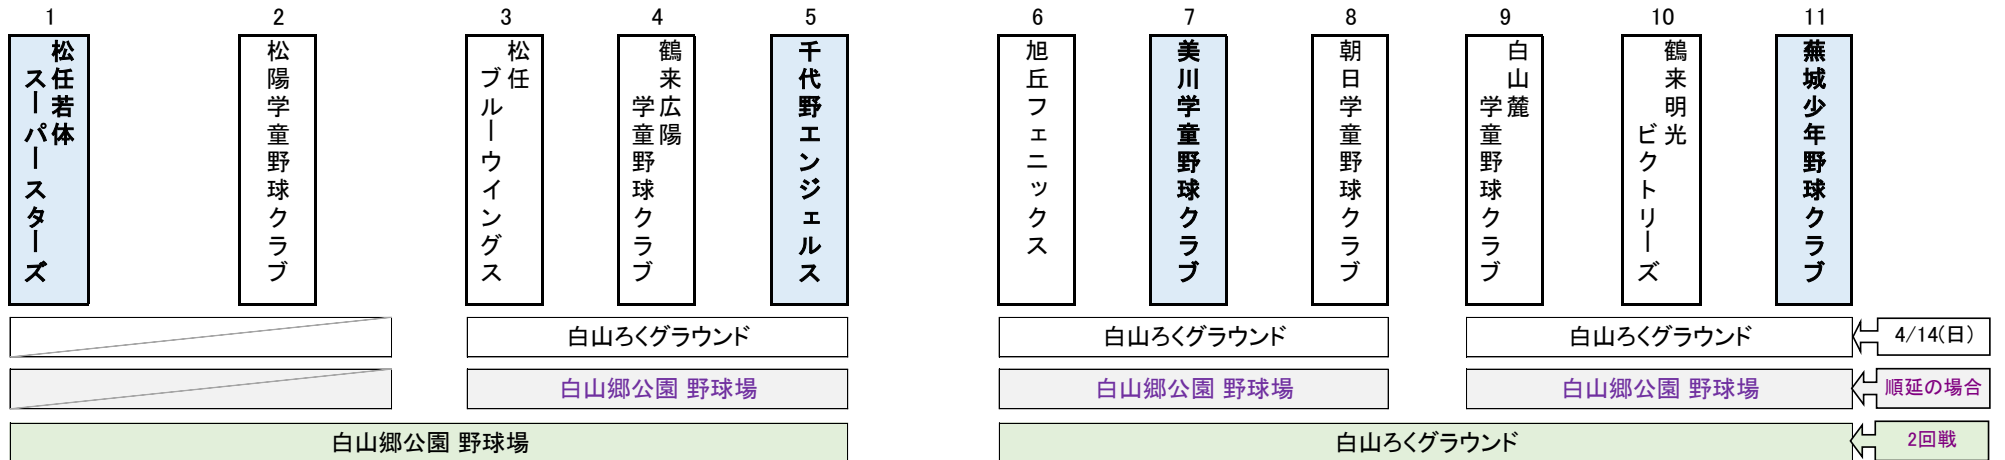 1
2
3
4
5
6
7
8
9
10
11
松任若体
スーパースターズ
松陽学童野球クラブ
松任
ブルーウイングス
鶴来広陽
学童野球クラブ
千代野エンジェルス
旭丘フェニックス
美川学童野球クラブ
朝日学童野球クラブ
白山麓
学童野球クラブ
鶴来明光
ビクトリーズ
蕪城少年野球クラブ
白山ろくグラウンド
白山ろくグラウンド
白山ろくグラウンド
4/14(日)
白山郷公園 野球場
白山郷公園 野球場
白山郷公園 野球場
順延の場合
白山郷公園 野球場
白山ろくグラウンド
2回戦